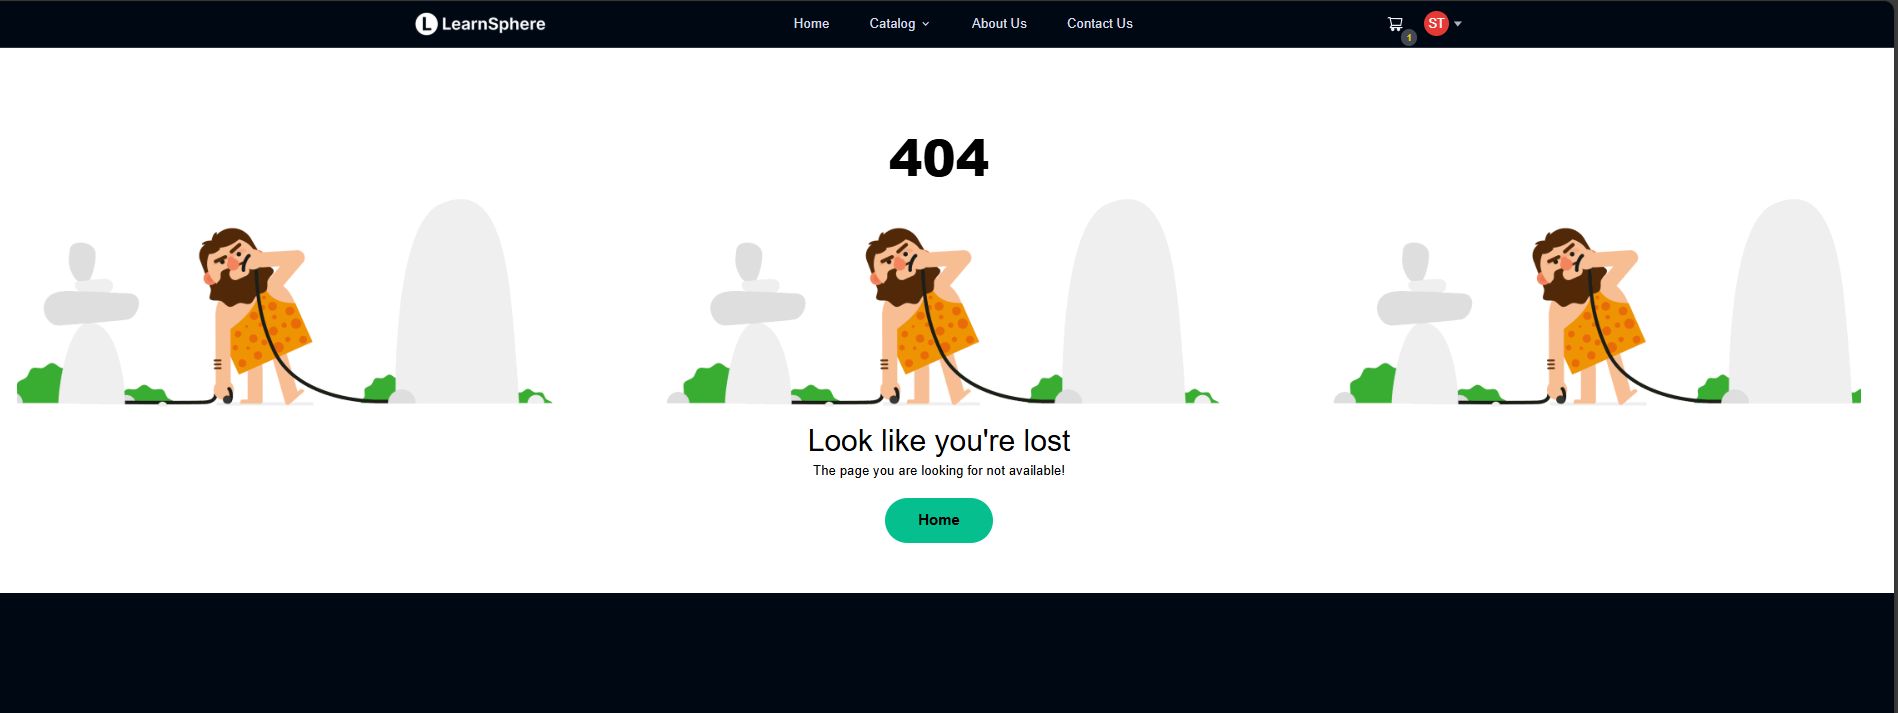 LearnSphere
Home
Catalog
About Us
Contact Us
1
ST
404
Look like you're lost
The page you are looking for not available!
Home